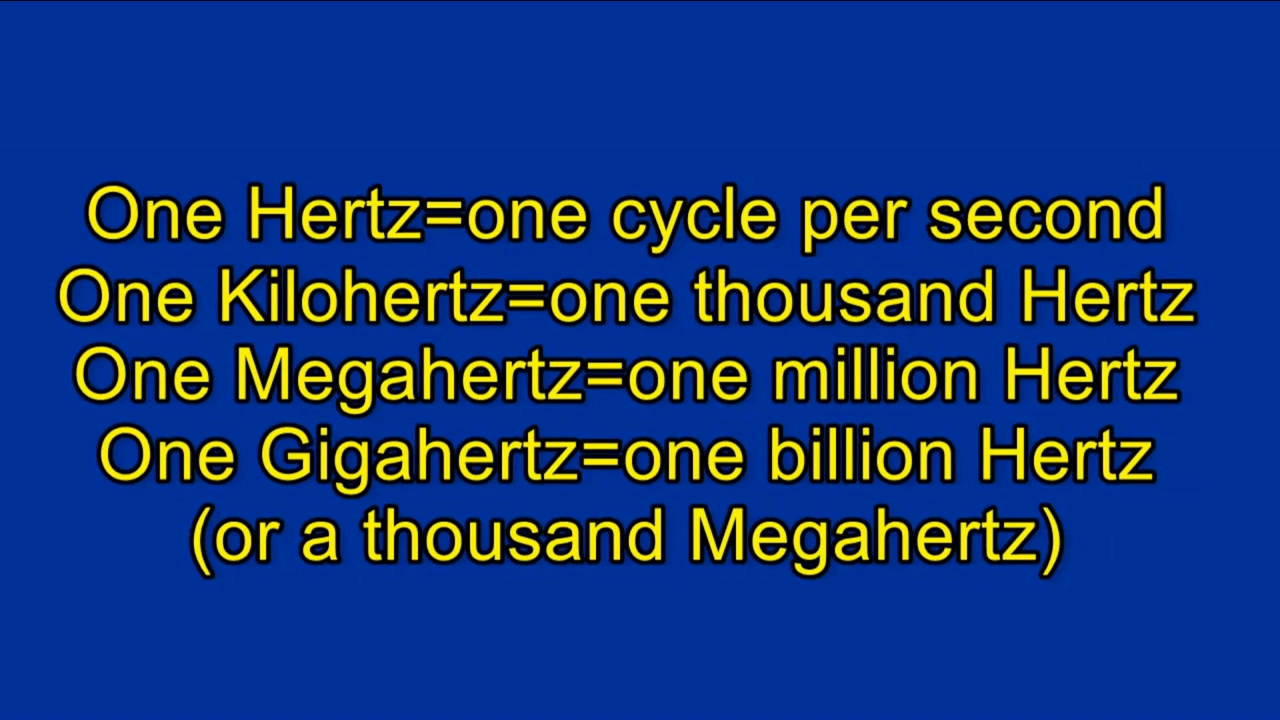 One Hertz=one cycle per second
One Kilohertz=one thousand Hertz
One Megahertz=one million Hertz
One Gigahertz=one billion Hertz
(or a thousand Megahertz)